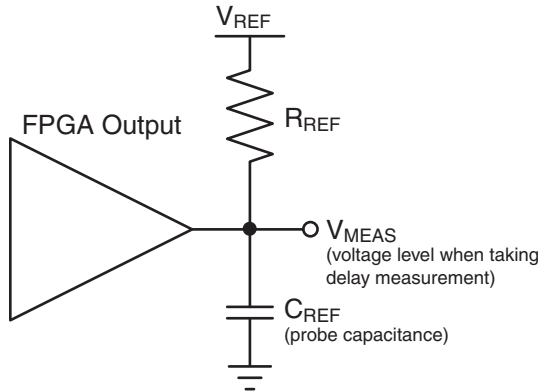 VREF
FPGA Output
RREF
VMEAS
(voltage level when taking
delay measurement)
CREF
(probe capacitance)